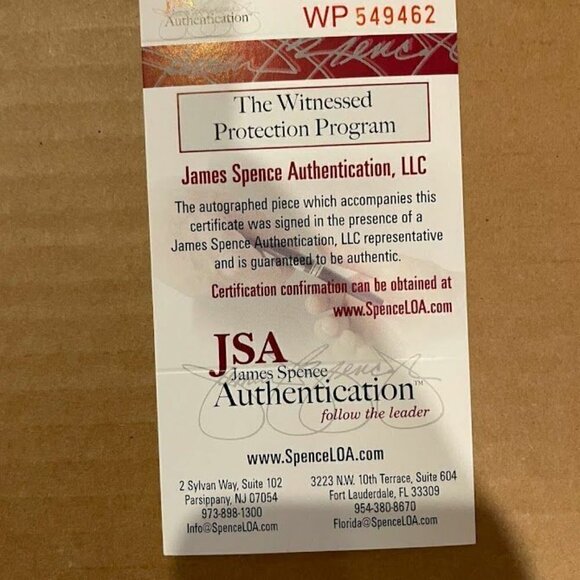 Authentication™
WP 549462
The Witnessed
Protection Program
James Spence Authentication, LLC
The autographed piece which accompanies this
certificate was signed in the presence of a
James Spence Authentication, LLC representative
and is guaranteed to be authentic.
Certification confirmation can be obtained at
www.SpenceLOA.com
JSA
James Spence
Authentication™
follow the leader
www.SpenceLOA.com
2 Sylvan Way, Suite 102
Parsippany, NJ 07054
973-898-1300
Info@SpenceLOA.com
3223 N.W. 10th Terrace, Suite 604
Fort Lauderdale, FL 33309
954-380-8670
Florida@SpenceLOA.com